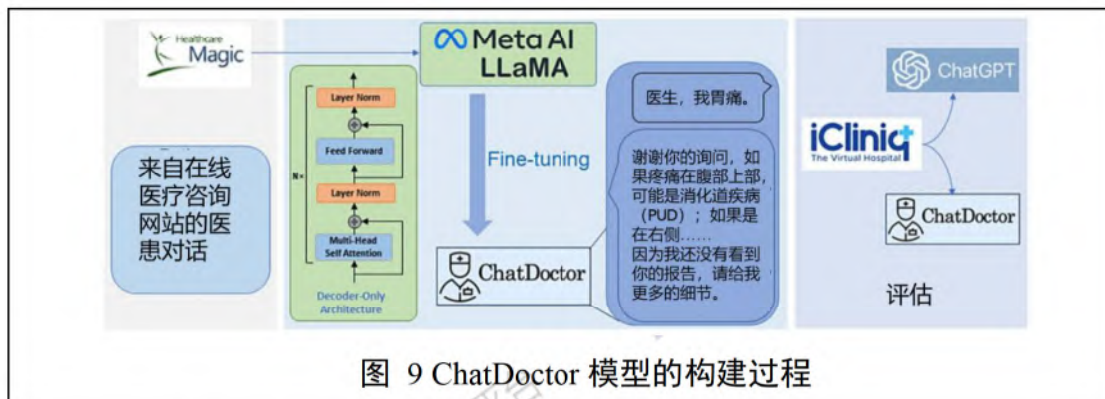 Healthcare
Magic
来自在线
医疗咨询
网站的医
患对话
Layer Norm
Feed Forward
N×
Layer Norm
Multi-Head
Self Attention
Decoder-Only
Architecture
Meta AI
LLaMA
Fine-tuning
ChatDoctor
医生，我胃痛。
谢谢你的询问，如
果疼痛在腹部上部，
可能是消化道疾病
（PUD）；如果是
在右侧……
因为我还没有看到
你的报告，请给我
更多的细节。
ChatGPT
iCliniq
The Virtual Hospital
ChatDoctor
评估
图 9 ChatDoctor 模型的构建过程